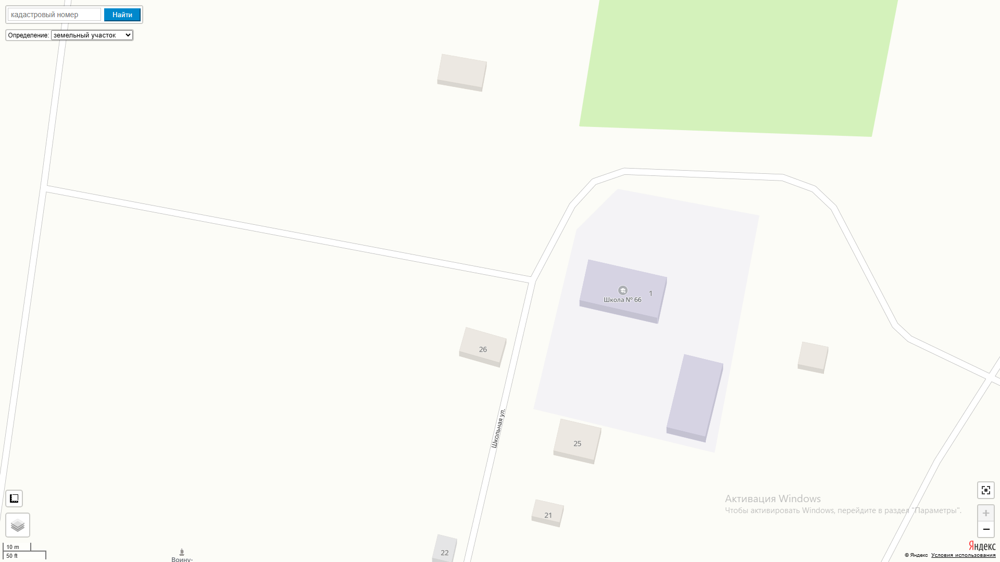 кадастровый номер
Найти
Определение: земельный участок
1
Школа № 66
26
Школьная ул.
25
21
22
Воину-
Активация Windows
Чтобы активировать Windows, перейдите в раздел "Параметры".
+
−
10 m
50 ft
Яндекс
© Яндекс Условия использования